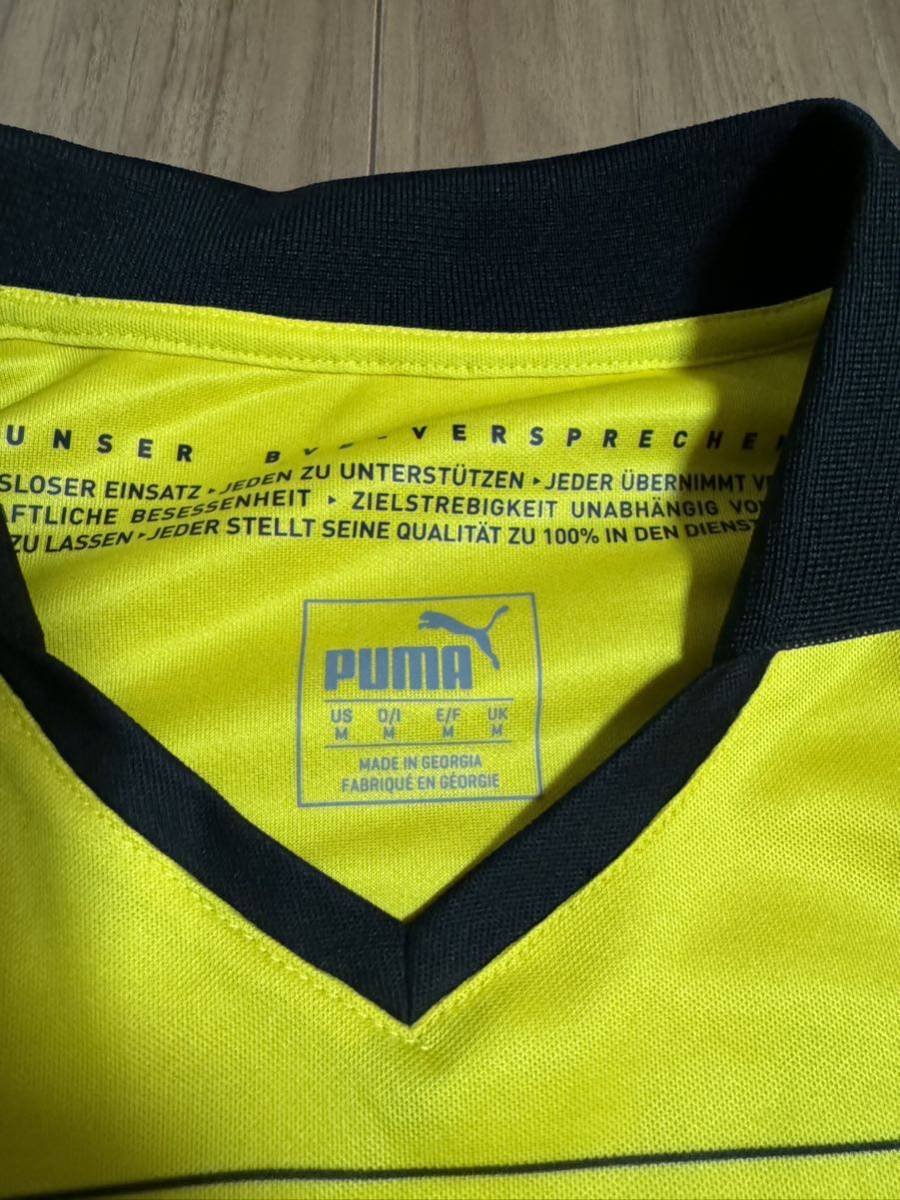 UNSER BVB-VERSPRECHEN
SLOSER EINSATZ ▸ JEDEN ZU UNTERSTÜTZEN ▸ JEDER ÜBERNIMMT
AFTLICHE BESESSENHEIT ▸ ZIELSTREBIGKEIT UNABHÄNGIG
ZU LASSEN ▸ JEDER STELLT SEINE QUALITÄT ZU 100% IN DEN DIENST
PUMA
US D/I E/F UK
M M M M
MADE IN GEORGIA
FABRIQUÉ EN GÉORGIE